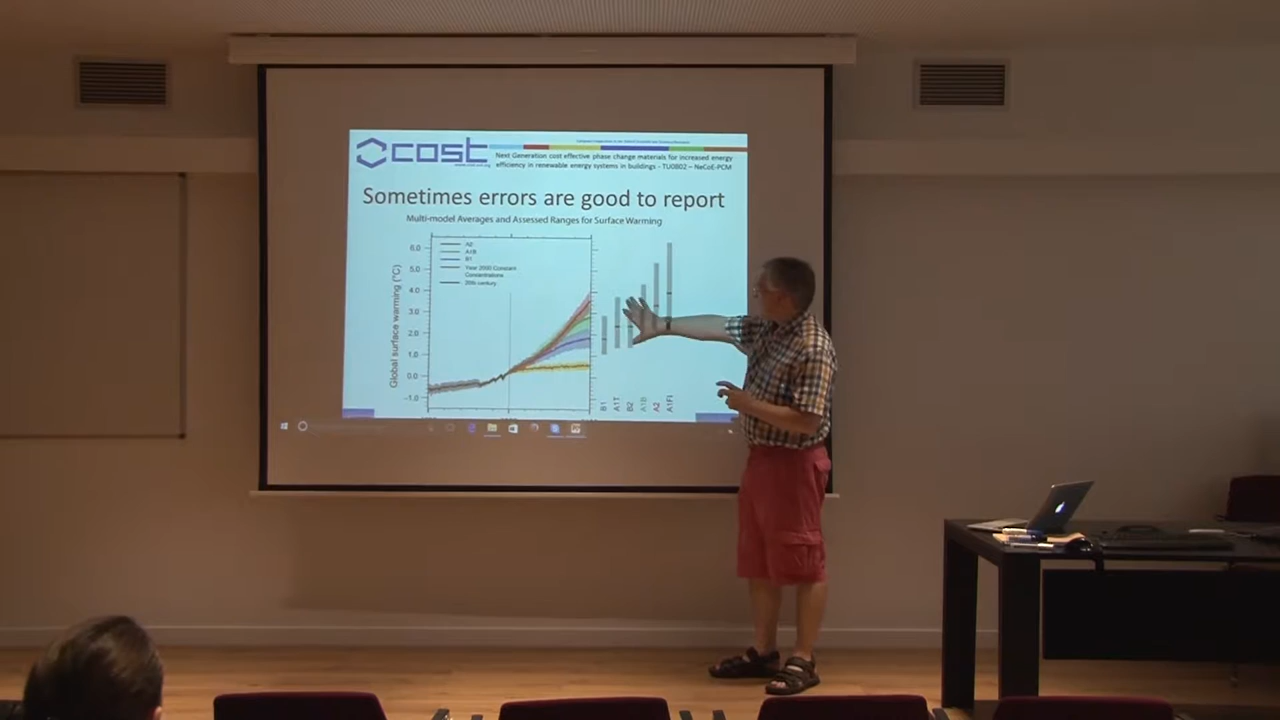 cost
Next Generation cost effective phase change materials for increased energy
efficiency in renewable energy systems in buildings - TU0802 – NeCoE-PCM
Sometimes errors are good to report
Multi-model Averages and Assessed Ranges for Surface Warming
Global surface warming (°C)
6.0
5.0
4.0
3.0
2.0
1.0
0.0
-1.0
A2
A1B
B1
Year 2000 Constant
Concentrations
20th century
B1
A1T
B2
A1B
A2
A1FI